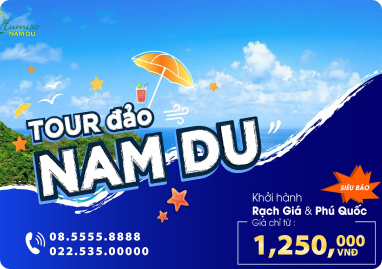 Humiso
NAM DU
TOUR đảo
NAM DU
SIÊU BÃO
Khởi hành
Rạch Giá & Phú Quốc
Giá chỉ từ :
1,250,000
VNĐ
08.5555.8888
022.535.00000